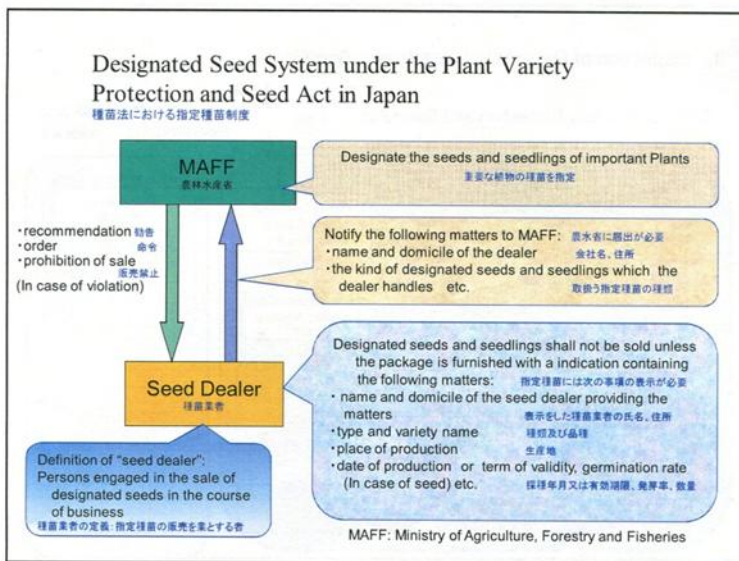 Designated Seed System under the Plant Variety
Protection and Seed Act in Japan
種苗法における指定種苗制度
MAFF
農林水産省
Designate the seeds and seedlings of important Plants
重要な植物の種苗を指定
・recommendation 勧告
・order 命令
・prohibition of sale
販売禁止
(In case of violation)
Notify the following matters to MAFF: 農水省に届出が必要
・name and domicile of the dealer 会社名、住所
・the kind of designated seeds and seedlings which the
dealer handles etc. 取扱う指定種苗の種類
Seed Dealer
種苗業者
Designated seeds and seedlings shall not be sold unless
the package is furnished with a indication containing
the following matters: 指定種苗には次の事項の表示が必要
・name and domicile of the seed dealer providing the
matters 表示をした種苗業者の氏名、住所
・type and variety name 種類及び品種
・place of production 生産地
・date of production or term of validity, germination rate
(In case of seed) etc. 採種年月又は有効期限、発芽率、数量
Definition of "seed dealer":
Persons engaged in the sale of
designated seeds in the course
of business
種苗業者の定義:指定種苗の販売を業とする者
MAFF: Ministry of Agriculture, Forestry and Fisheries